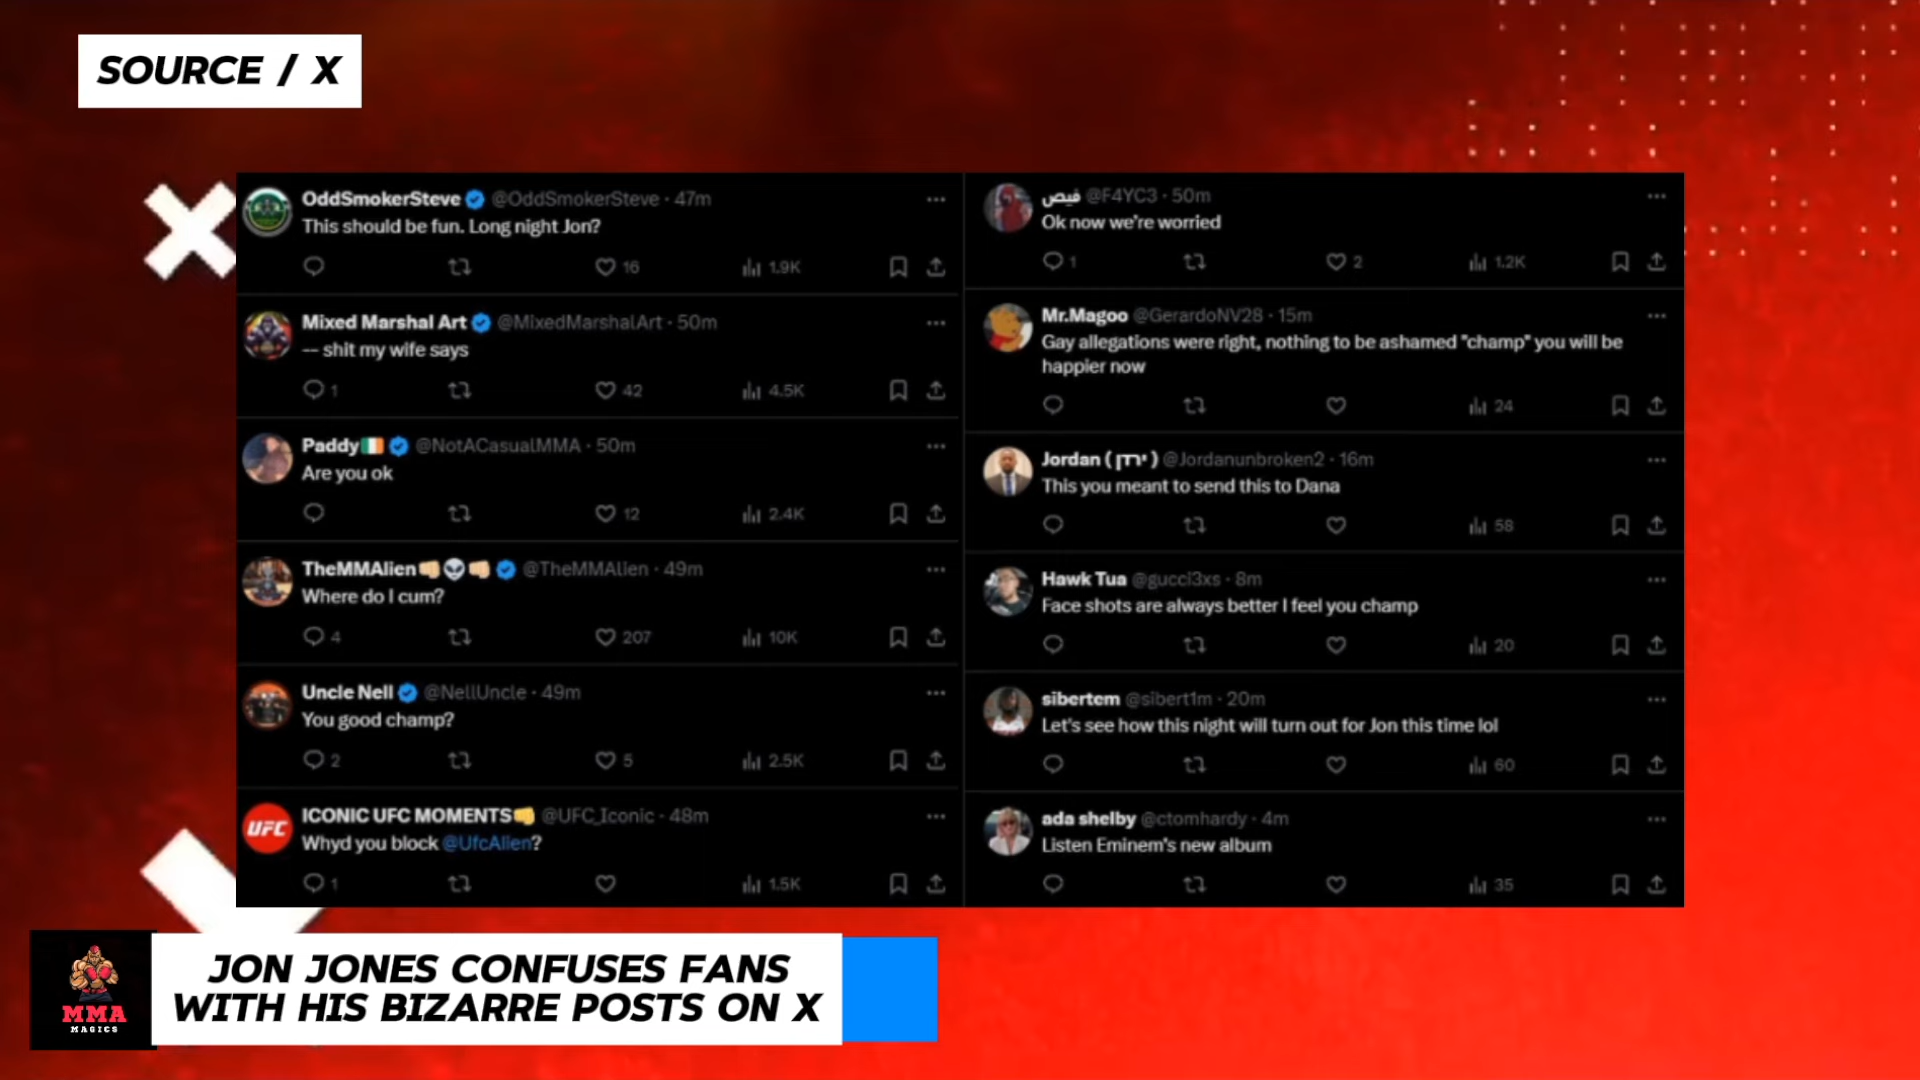 SOURCE / X
OddSmokerSteve @OddSmokerSteve · 47m
This should be fun. Long night Jon?
16 1.9K
Mixed Marshal Art @MixedMarshalArt · 50m
-- shit my wife says
1 42 4.5K
Paddy🇮🇪 @NotACasualMMA · 50m
Are you ok
12 2.4K
TheMMAlien👊👽👊 @TheMMAlien · 49m
Where do I cum?
4 207 10K
Uncle Nell @NellUncle · 49m
You good champ?
2 5 2.5K
UFC
ICONIC UFC MOMENTS👊 @UFC_Iconic · 48m
Whyd you block @UfcAlien?
1 1.5K
فيص @F4YC3 · 50m
Ok now we're worried
1 2 1.2K
Mr.Magoo @GerardoNV28 · 15m
Gay allegations were right, nothing to be ashamed "champ" you will be
happier now
24
Jordan ( ירדן ) @Jordanunbroken2 · 16m
This you meant to send this to Dana
58
Hawk Tua @gucci3xs · 8m
Face shots are always better I feel you champ
20
sibertem @sibert1m · 20m
Let's see how this night will turn out for Jon this time lol
60
ada shelby @ctomhardy · 4m
Listen Eminem's new album
35
MMA
MAGICS
JON JONES CONFUSES FANS
WITH HIS BIZARRE POSTS ON X